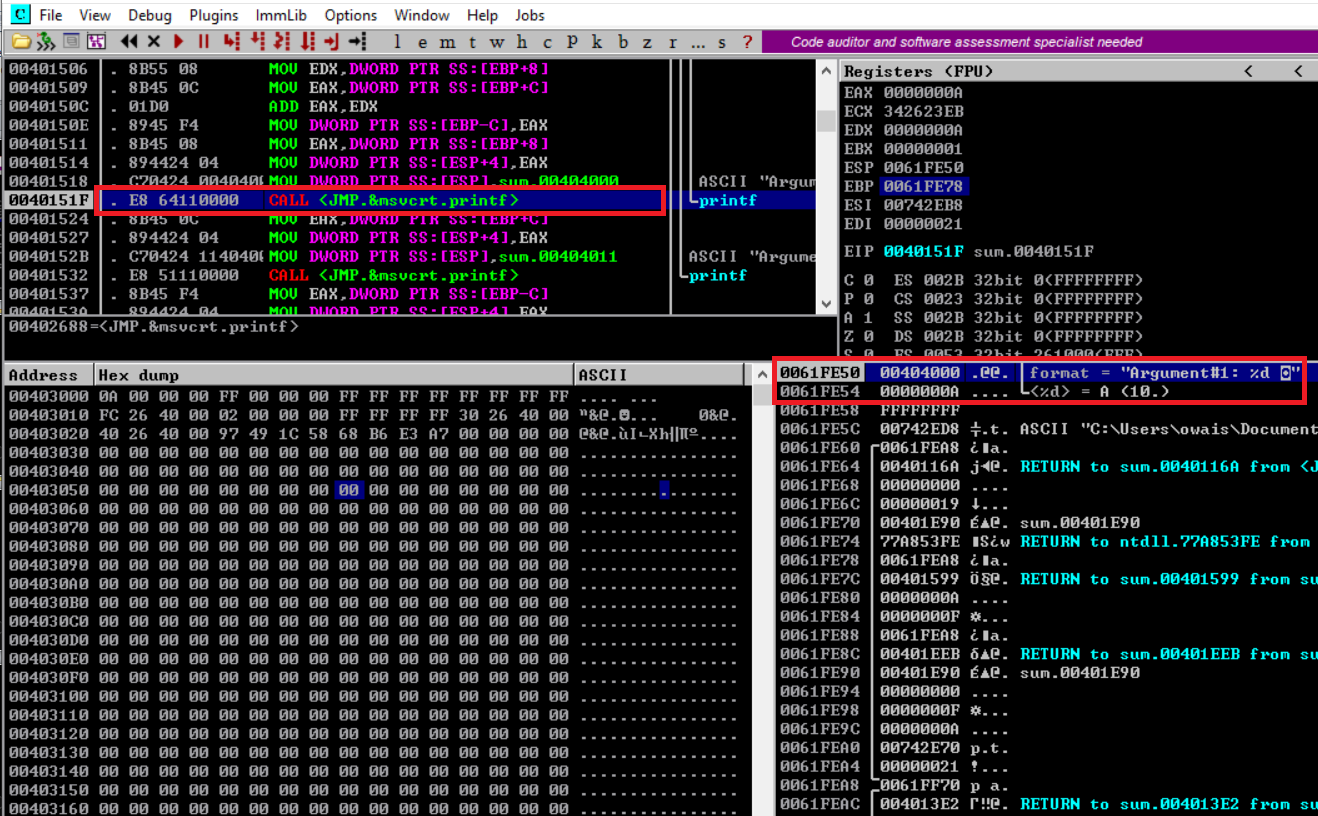 C File View Debug Plugins ImmLib Options Window Help Jobs
l e m t w h c P k b z r ... s ? Code auditor and software assessment specialist needed
00401506 . 8B55 08 MOV EDX,DWORD PTR SS:[EBP+8]
00401509 . 8B45 0C MOV EAX,DWORD PTR SS:[EBP+C]
0040150C . 01D0 ADD EAX,EDX
0040150E . 8945 F4 MOV DWORD PTR SS:[EBP-C],EAX
00401511 . 8B45 08 MOV EAX,DWORD PTR SS:[EBP+8]
00401514 . 894424 04 MOV DWORD PTR SS:[ESP+4],EAX
00401518 . C70424 0040400 MOV DWORD PTR SS:[ESP],sum.00404000 ASCII "Argum
0040151F . E8 64110000 CALL <JMP.&msvcrt.printf> printf
00401524 . 8B45 0C MOV EAX,DWORD PTR SS:[EBP+C]
00401527 . 894424 04 MOV DWORD PTR SS:[ESP+4],EAX
0040152B . C70424 1140400 MOV DWORD PTR SS:[ESP],sum.00404011 ASCII "Argume
00401532 . E8 51110000 CALL <JMP.&msvcrt.printf> printf
00401537 . 8B45 F4 MOV EAX,DWORD PTR SS:[EBP-C]
0040153A . 894424 04 MOV DWORD PTR SS:[ESP+4],EAX
00402688=<JMP.&msvcrt.printf>
Registers (FPU) < <
EAX 0000000A
ECX 342623EB
EDX 0000000A
EBX 00000001
ESP 0061FE50
EBP 0061FE78
ESI 00742EB8
EDI 00000021
EIP 0040151F sum.0040151F
C 0 ES 002B 32bit 0(FFFFFFFF)
P 0 CS 0023 32bit 0(FFFFFFFF)
A 1 SS 002B 32bit 0(FFFFFFFF)
Z 0 DS 002B 32bit 0(FFFFFFFF)
S 0 FS 0053 32bit 261000(FFF)
Address Hex dump ASCII
00403000 0A 00 00 00 FF 00 00 00 FF FF FF FF FF FF FF FF .... ...
00403010 FC 26 40 00 02 00 00 00 FF FF FF FF 30 26 40 00 ⁿ&@.☻... 0&@.
00403020 40 26 40 00 97 49 1C 58 68 B6 E3 A7 00 00 00 00 @&@.ùI∟Xh╢πº....
00403030 00 00 00 00 00 00 00 00 00 00 00 00 00 00 00 00 ................
00403040 00 00 00 00 00 00 00 00 00 00 00 00 00 00 00 00 ................
00403050 00 00 00 00 00 00 00 00 00 00 00 00 00 00 00 00 ................
00403060 00 00 00 00 00 00 00 00 00 00 00 00 00 00 00 00 ................
00403070 00 00 00 00 00 00 00 00 00 00 00 00 00 00 00 00 ................
00403080 00 00 00 00 00 00 00 00 00 00 00 00 00 00 00 00 ................
00403090 00 00 00 00 00 00 00 00 00 00 00 00 00 00 00 00 ................
004030A0 00 00 00 00 00 00 00 00 00 00 00 00 00 00 00 00 ................
004030B0 00 00 00 00 00 00 00 00 00 00 00 00 00 00 00 00 ................
004030C0 00 00 00 00 00 00 00 00 00 00 00 00 00 00 00 00 ................
004030D0 00 00 00 00 00 00 00 00 00 00 00 00 00 00 00 00 ................
004030E0 00 00 00 00 00 00 00 00 00 00 00 00 00 00 00 00 ................
004030F0 00 00 00 00 00 00 00 00 00 00 00 00 00 00 00 00 ................
00403100 00 00 00 00 00 00 00 00 00 00 00 00 00 00 00 00 ................
00403110 00 00 00 00 00 00 00 00 00 00 00 00 00 00 00 00 ................
00403120 00 00 00 00 00 00 00 00 00 00 00 00 00 00 00 00 ................
00403130 00 00 00 00 00 00 00 00 00 00 00 00 00 00 00 00 ................
00403140 00 00 00 00 00 00 00 00 00 00 00 00 00 00 00 00 ................
00403150 00 00 00 00 00 00 00 00 00 00 00 00 00 00 00 00 ................
00403160 00 00 00 00 00 00 00 00 00 00 00 00 00 00 00 00 ................
0061FE50 00404000 .@@. format = "Argument#1: %d ◙"
0061FE54 0000000A .... <%d> = A (10.)
0061FE58 FFFFFFFF
0061FE5C 00742ED8 ╪.t. ASCII "C:\Users\owais\Document
0061FE60 0061FEA8 ¿■a.
0061FE64 0040116A j◄@. RETURN to sum.0040116A from <J
0061FE68 00000000 ....
0061FE6C 00000019 ↓...
0061FE70 00401E90 É▲@. sum.00401E90
0061FE74 77A853FE ■S¿w RETURN to ntdll.77A853FE from
0061FE78 0061FEA8 ¿■a.
0061FE7C 00401599 Ö§@. RETURN to sum.00401599 from su
0061FE80 0000000A ....
0061FE84 0000000F ☼...
0061FE88 0061FEA8 ¿■a.
0061FE8C 00401EEB δ▲@. RETURN to sum.00401EEB from su
0061FE90 00401E90 É▲@. sum.00401E90
0061FE94 00000000 ....
0061FE98 0000000F ☼...
0061FE9C 0000000A ....
0061FEA0 00742E70 p.t.
0061FEA4 00000021 !...
0061FEA8 0061FF70 p a.
0061FEAC 004013E2 Γ‼@. RETURN to sum.004013E2 from su